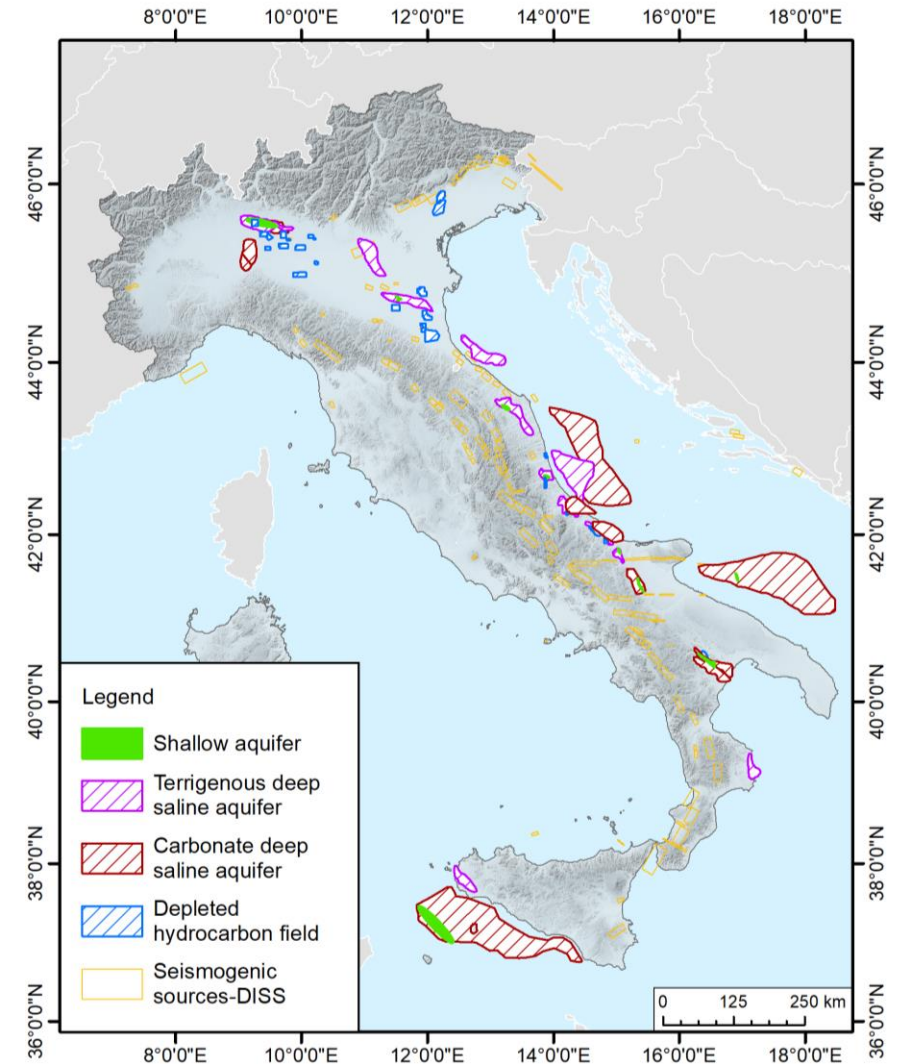 8°0'0"E 10°0'0"E 12°0'0"E 14°0'0"E 16°0'0"E 18°0'0"E
46°0'0"N 46°0'0"N
44°0'0"N 44°0'0"N
42°0'0"N 42°0'0"N
40°0'0"N 40°0'0"N
38°0'0"N 38°0'0"N
36°0'0"N 36°0'0"N
Legend
Shallow aquifer
Terrigenous deep
saline aquifer
Carbonate deep
saline aquifer
Depleted
hydrocarbon field
Seismogenic
sources-DISS
0 125 250 km
8°0'0"E 10°0'0"E 12°0'0"E 14°0'0"E 16°0'0"E 18°0'0"E